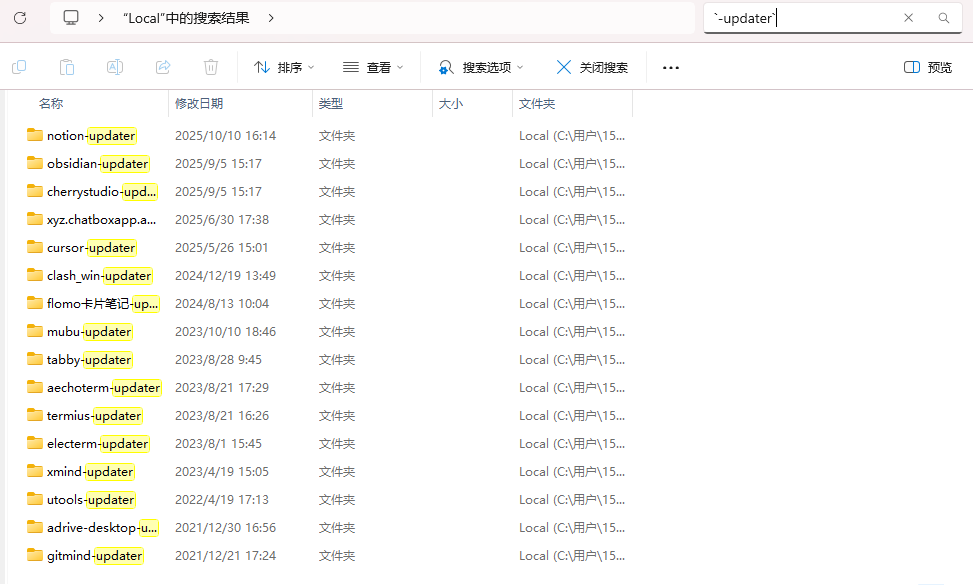 “Local”中的搜索结果
`-updater`
排序
查看
搜索选项
关闭搜索
预览
名称 修改日期 类型 大小 文件夹
notion-updater 2025/10/10 16:14 文件夹 Local (C:\用户\15...
obsidian-updater 2025/9/5 15:17 文件夹 Local (C:\用户\15...
cherrystudio-upd... 2025/9/5 15:17 文件夹 Local (C:\用户\15...
xyz.chatboxapp.a... 2025/6/30 17:38 文件夹 Local (C:\用户\15...
cursor-updater 2025/5/26 15:01 文件夹 Local (C:\用户\15...
clash_win-updater 2024/12/19 13:49 文件夹 Local (C:\用户\15...
flomo卡片笔记-up... 2024/8/13 10:04 文件夹 Local (C:\用户\15...
mubu-updater 2023/10/10 18:46 文件夹 Local (C:\用户\15...
tabby-updater 2023/8/28 9:45 文件夹 Local (C:\用户\15...
aechoterm-updater 2023/8/21 17:29 文件夹 Local (C:\用户\15...
termius-updater 2023/8/21 16:26 文件夹 Local (C:\用户\15...
electerm-updater 2023/8/1 15:45 文件夹 Local (C:\用户\15...
xmind-updater 2023/4/19 15:05 文件夹 Local (C:\用户\15...
utools-updater 2022/4/19 17:13 文件夹 Local (C:\用户\15...
adrive-desktop-u... 2021/12/30 16:56 文件夹 Local (C:\用户\15...
gitmind-updater 2021/12/21 17:24 文件夹 Local (C:\用户\15...